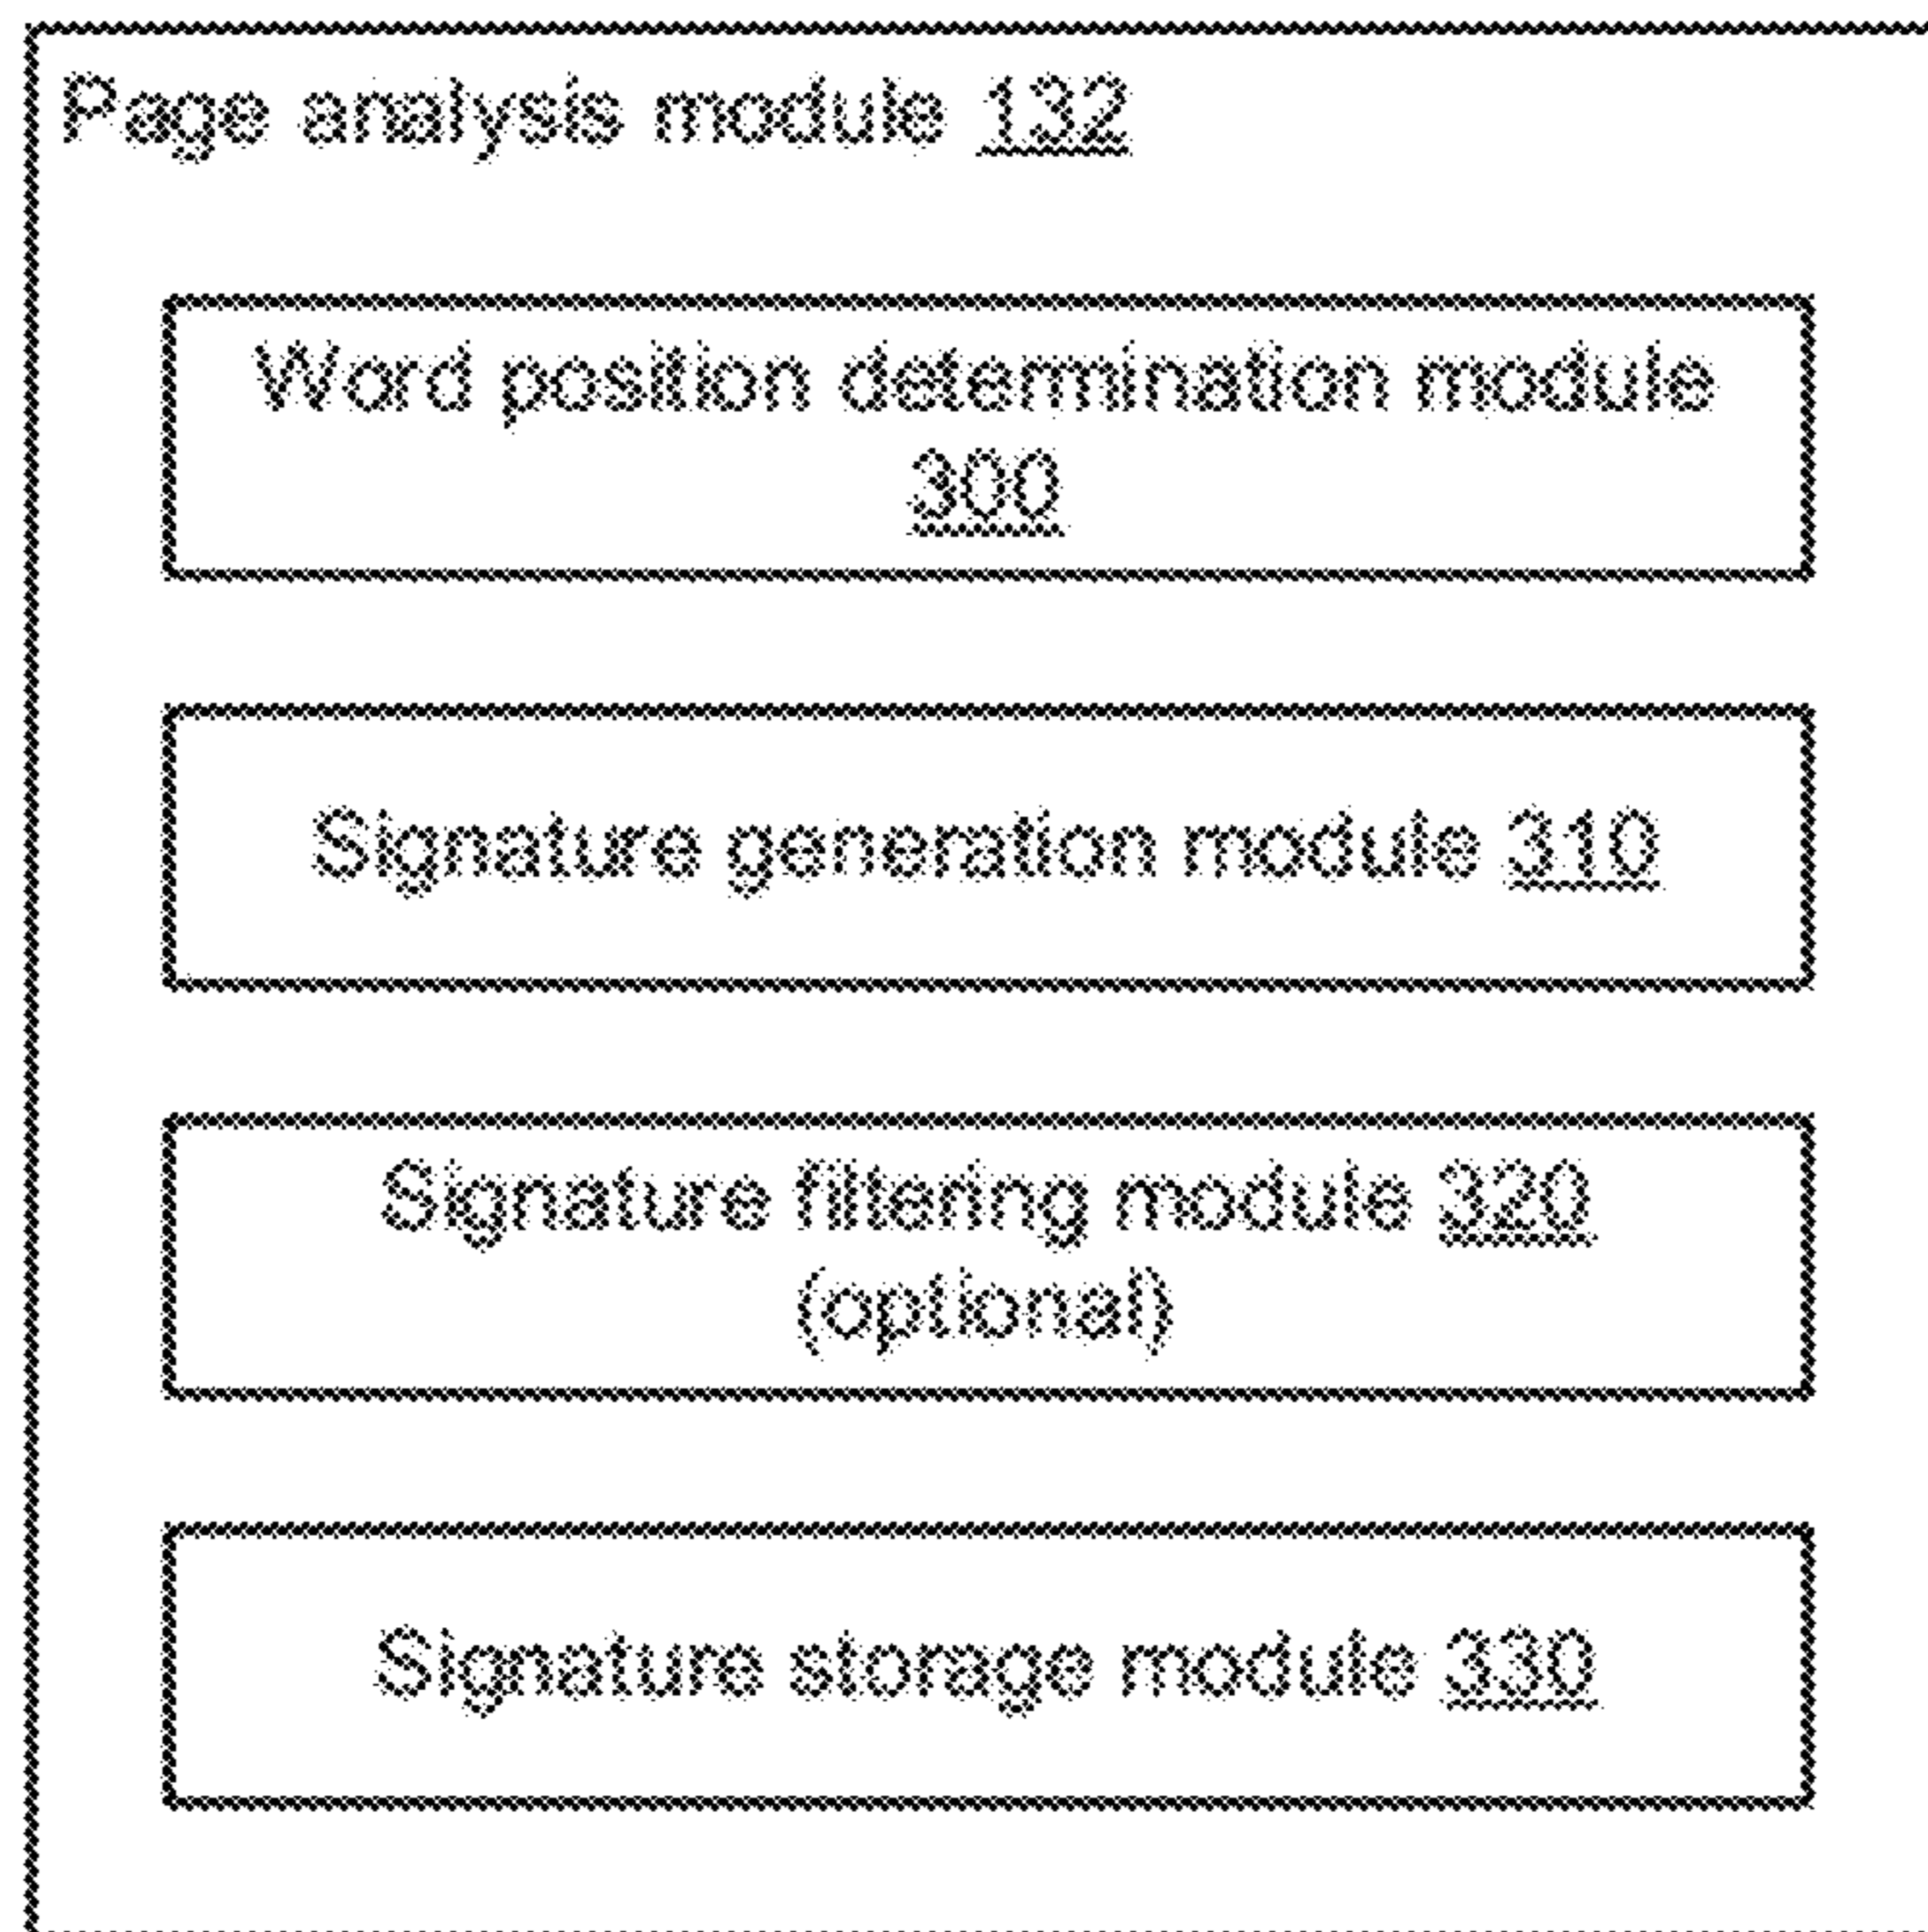 Page analysis module 132
Word position determination module
300
Signature generation module 310
Signature filtering module 320
(optional)
Signature storage module 330